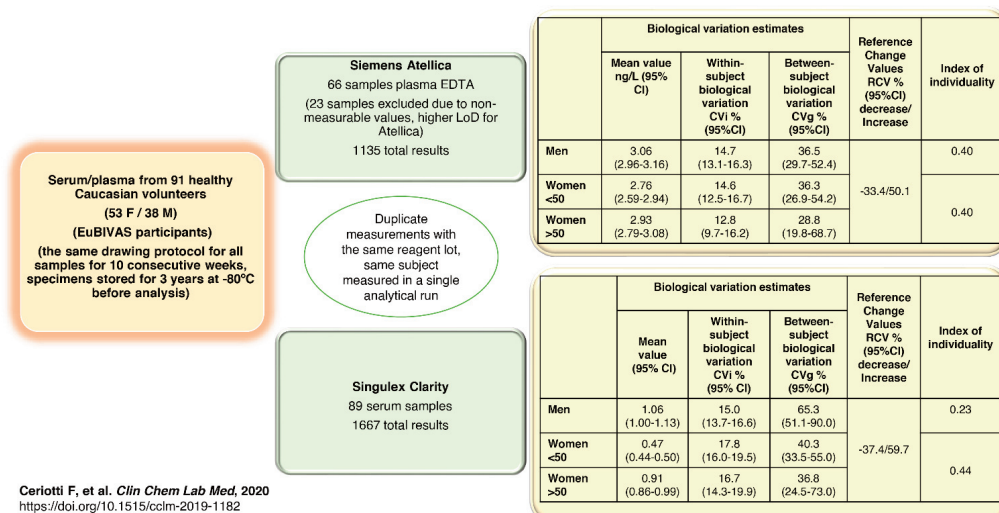 Serum/plasma from 91 healthy
Caucasian volunteers
(53 F / 38 M)
(EuBIVAS participants)
(the same drawing protocol for all
samples for 10 consecutive weeks,
specimens stored for 3 years at -80°C
before analysis)
Siemens Atellica
66 samples plasma EDTA
(23 samples excluded due to non-
measurable values, higher LoD for
Atellica)
1135 total results
Duplicate
measurements with
the same reagent lot,
same subject
measured in a single
analytical run
Singulex Clarity
89 serum samples
1667 total results
Biological variation estimates
Mean value
ng/L (95%
CI)
Within-
subject
biological
variation
CVi %
(95%CI)
Between-
subject
biological
variation
CVg %
(95%CI)
Reference
Change
Values
RCV %
(95%CI)
decrease/
Increase
Index of
individuality
Men
3.06
(2.96-3.16)
14.7
(13.1-16.3)
36.5
(29.7-52.4)
-33.4/50.1
0.40
Women
<50
2.76
(2.59-2.94)
14.6
(12.5-16.7)
36.3
(26.9-54.2)
0.40
Women
>50
2.93
(2.79-3.08)
12.8
(9.7-16.2)
28.8
(19.8-68.7)
Biological variation estimates
Mean
value
(95% CI)
Within-
subject
biological
variation
CVi %
(95% CI)
Between-
subject
biological
variation
CVg %
(95%CI)
Reference
Change
Values
RCV %
(95%CI)
decrease/
Increase
Index of
individuality
Men
1.06
(1.00-1.13)
15.0
(13.7-16.6)
65.3
(51.1-90.0)
-37.4/59.7
0.23
Women
<50
0.47
(0.44-0.50)
17.8
(16.0-19.5)
40.3
(33.5-55.0)
0.44
Women
>50
0.91
(0.86-0.99)
16.7
(14.3-19.9)
36.8
(24.5-73.0)
Ceriotti F, et al. Clin Chem Lab Med, 2020
https://doi.org/10.1515/cclm-2019-1182